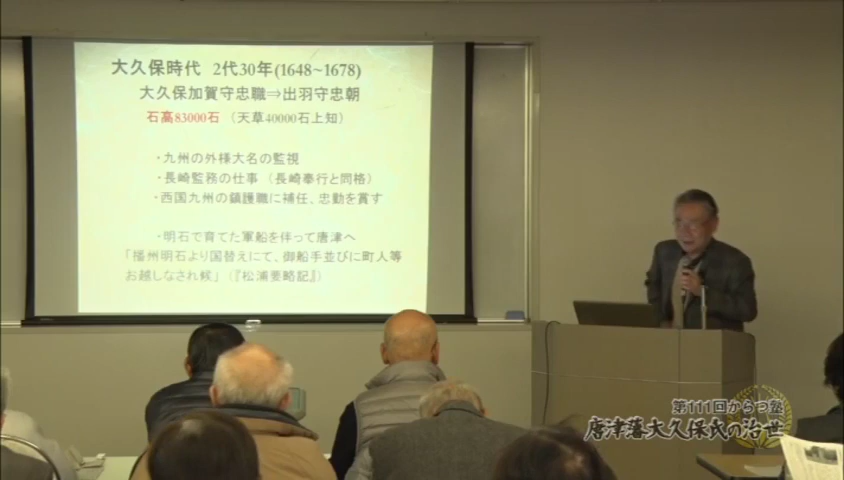 大久保時代 2代30年(1648~1678)
大久保加賀守忠職⇒出羽守忠朝
石高83000石 （天草40000石上知）
・九州の外様大名の監視
・長崎監務の仕事（長崎奉行と同格）
・西国九州の鎮護職に補任、忠勤を賞す
・明石で育てた軍船を伴って唐津へ
「播州明石より国替えにて、御船手並びに町人等
お越しなされ候」（『松浦要略記』）
第111回からつ塾
唐津藩大久保氏の治世